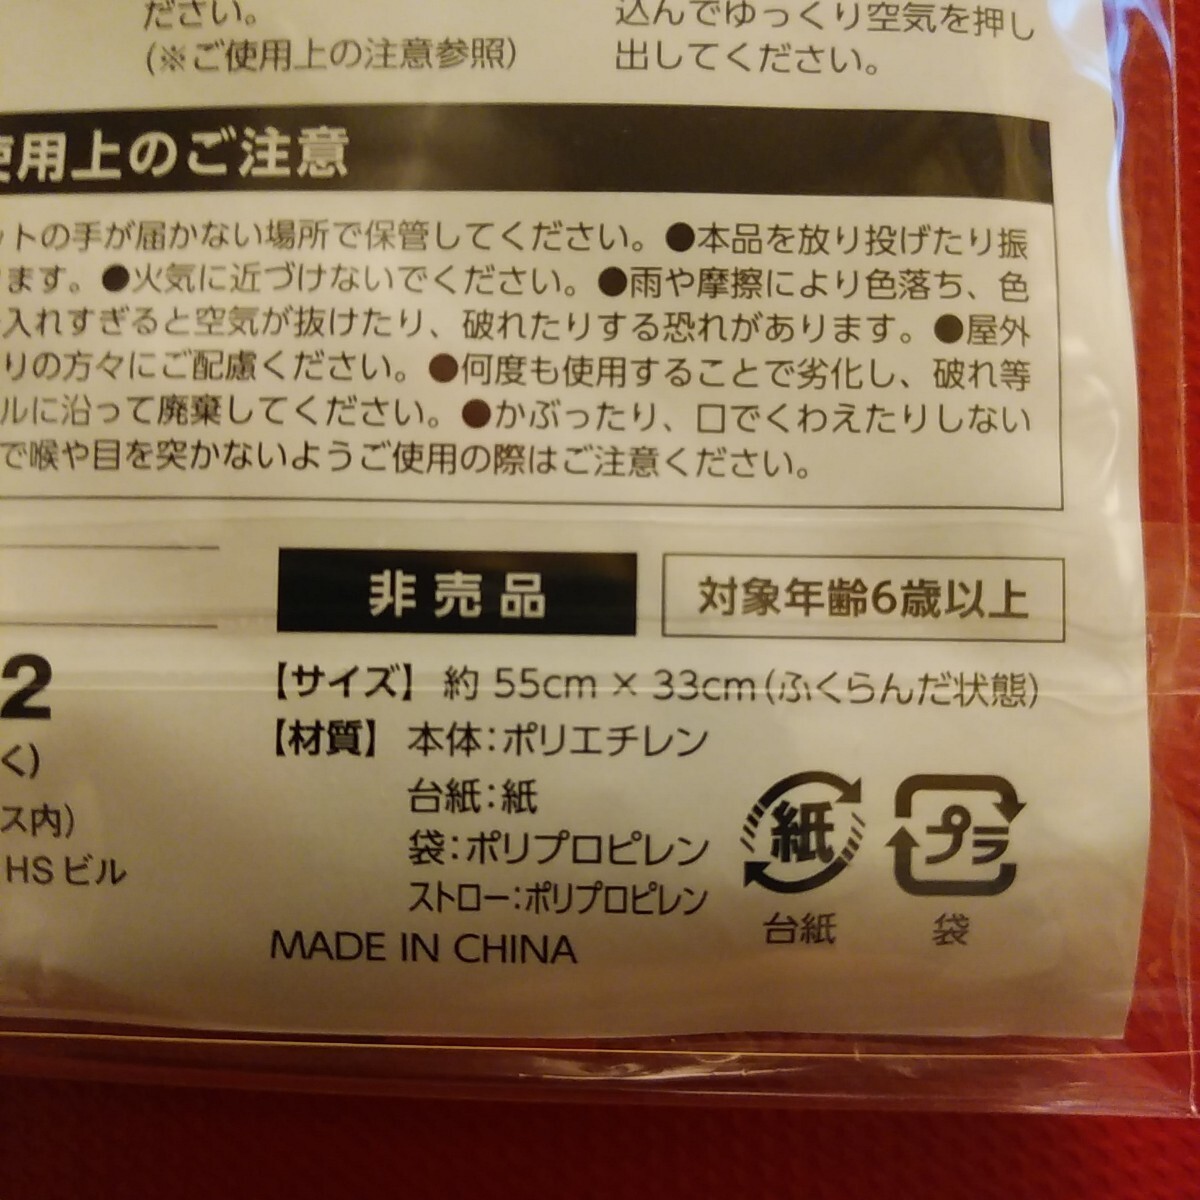 ださい。
(※ご使用上の注意参照)
込んでゆっくり空気を押し
出してください。
使用上のご注意
ットの手が届かない場所で保管してください。●本品を放り投げたり振
ます。●火気に近づけないでください。●雨や摩擦により色落ち、色
入れすぎると空気が抜けたり、破れたりする恐れがあります。●屋外
りの方々にご配慮ください。●何度も使用することで劣化し、破れ等
ルに沿って廃棄してください。●かぶったり、口でくわえたりしない
で喉や目を突かないようご使用の際はご注意ください。
非売品
対象年齢6歳以上
2
く)
ス内)
HSビル
【サイズ】約 55cm × 33cm(ふくらんだ状態)
【材質】本体:ポリエチレン
台紙:紙
袋:ポリプロピレン
ストロー:ポリプロピレン
MADE IN CHINA
紙
台紙
プラ
袋